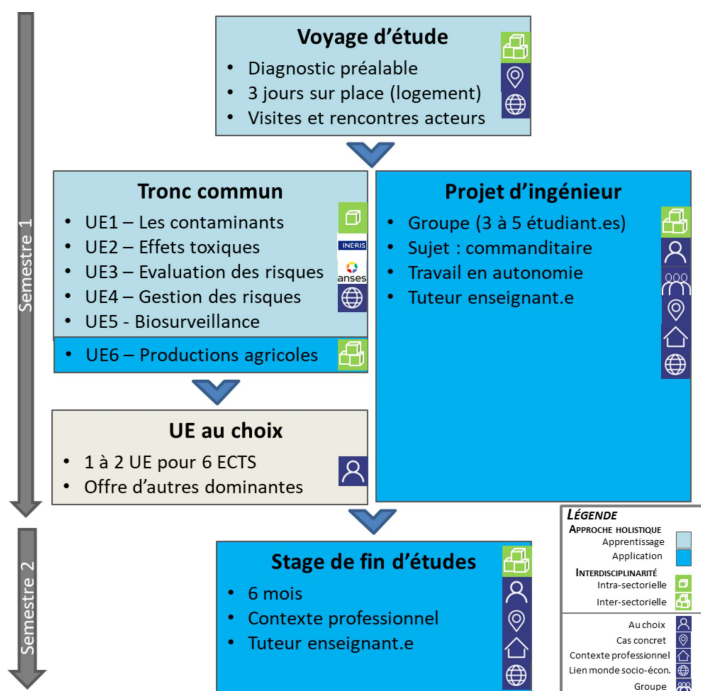 Semestre 1
Voyage d'étude
• Diagnostic préalable
• 3 jours sur place (logement)
• Visites et rencontres acteurs
Tronc commun
• UE1 – Les contaminants
• UE2 – Effets toxiques
• UE3 – Evaluation des risques
• UE4 – Gestion des risques
• UE5 - Biosurveillance
• UE6 – Productions agricoles
INERIS
anses
Projet d'ingénieur
• Groupe (3 à 5 étudiant.es)
• Sujet : commanditaire
• Travail en autonomie
• Tuteur enseignant.e
UE au choix
• 1 à 2 UE pour 6 ECTS
• Offre d'autres dominantes
Semestre 2
Stage de fin d'études
• 6 mois
• Contexte professionnel
• Tuteur enseignant.e
LÉGENDE
APPROCHE HOLISTIQUE
Apprentissage
Application
INTERDISCIPLINARITÉ
Intra-sectorielle
Inter-sectorielle
Au choix
Cas concret
Contexte professionnel
Lien monde socio-écon.
Groupe